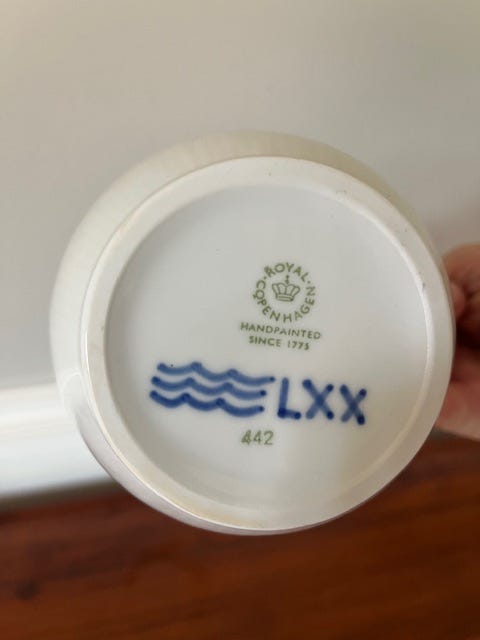 ROYAL COPENHAGEN
HANDPAINTED
SINCE 1775
LXX
442